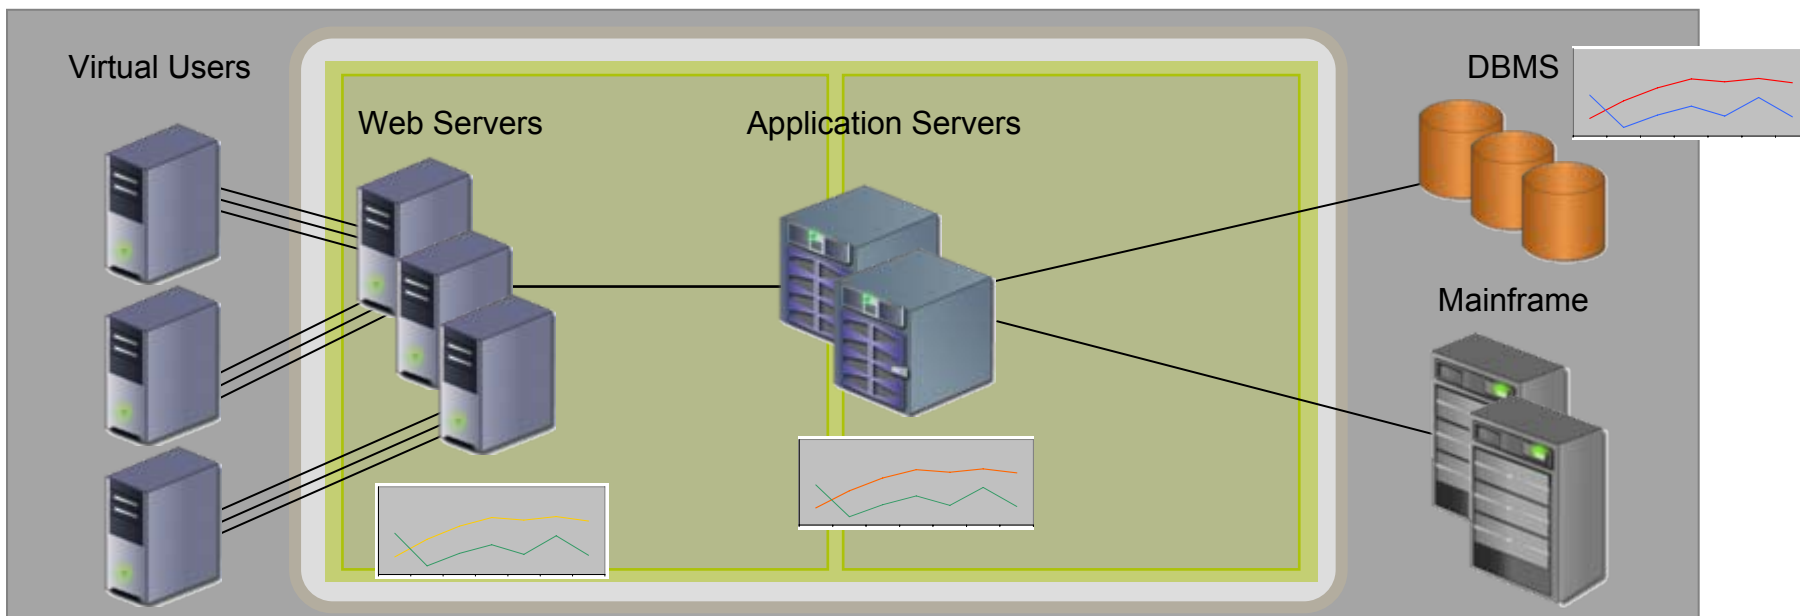 Virtual Users
Web Servers
Application Servers
DBMS
Mainframe